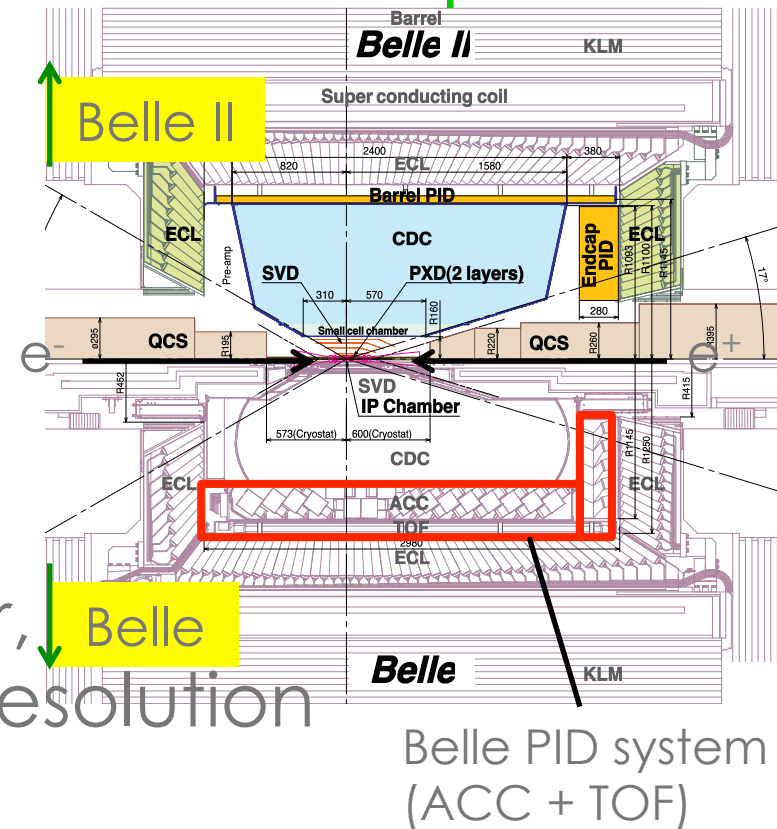 Barrel
Belle II
KLM
Super conducting coil
Belle II
2400
ECL
380
820
1580
Barrel PID
ECL
CDC
Endcap PID
ECL
Pre-amp
R1093
R1100
R1145
17°
SVD
PXD(2 layers)
310
570
280
Small cell chamber
R160
ø295
QCS
R195
R220
QCS
R260
ø395
e-
e+
R452
SVD
IP Chamber
R415
573(Cryostat)
600(Cryostat)
CDC
R1145
R1250
ECL
ACC
ECL
TOF
2980
ECL
Belle
r,
esolution
Belle
KLM
Belle PID system
(ACC + TOF)